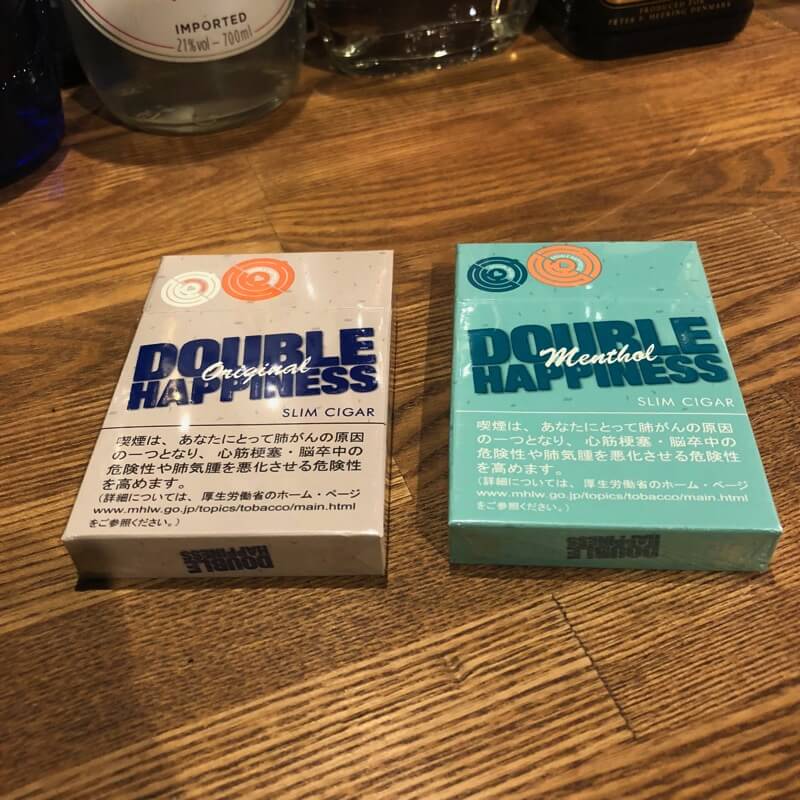 IMPORTED
21%vol–700ml
PRODUCED FOR
PETER F. HEERING DENMARK
DOUBLE
Original
HAPPINESS
SLIM CIGAR
喫煙は、あなたにとって肺がんの原因
の一つとなり、心筋梗塞・脳卒中の
危険性や肺気腫を悪化させる危険性
を高めます。
(詳細については、厚生労働省のホーム・ページ
www.mhlw.go.jp/topics/tobacco/main.html
をご参照ください。)
DOUBLE
HAPPINESS
DOUBLE
Menthol
HAPPINESS
SLIM CIGAR
喫煙は、あなたにとって肺がんの原因
の一つとなり、心筋梗塞・脳卒中の
危険性や肺気腫を悪化させる危険性
を高めます。
(詳細については、厚生労働省のホーム・ページ
www.mhlw.go.jp/topics/tobacco/main.html
をご参照ください。)
DOUBLE
HAPPINESS